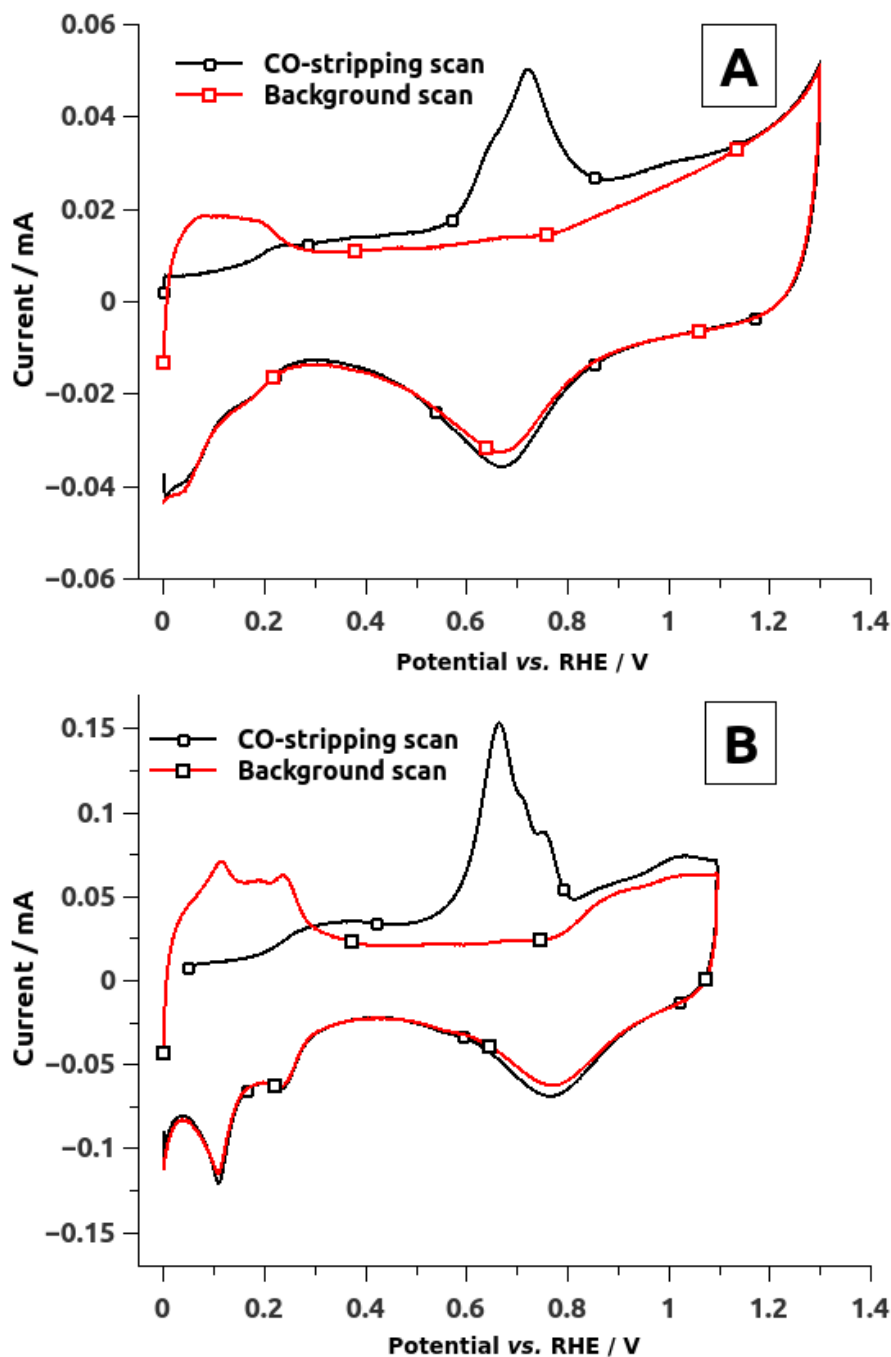 0.06
0.04
0.02
0
−0.02
−0.04
−0.06
Current / mA
CO-stripping scan
Background scan
A
0 0.2 0.4 0.6 0.8 1 1.2 1.4
Potential vs. RHE / V
0.15
0.1
0.05
0
−0.05
−0.1
−0.15
Current / mA
CO-stripping scan
Background scan
B
0 0.2 0.4 0.6 0.8 1 1.2 1.4
Potential vs. RHE / V